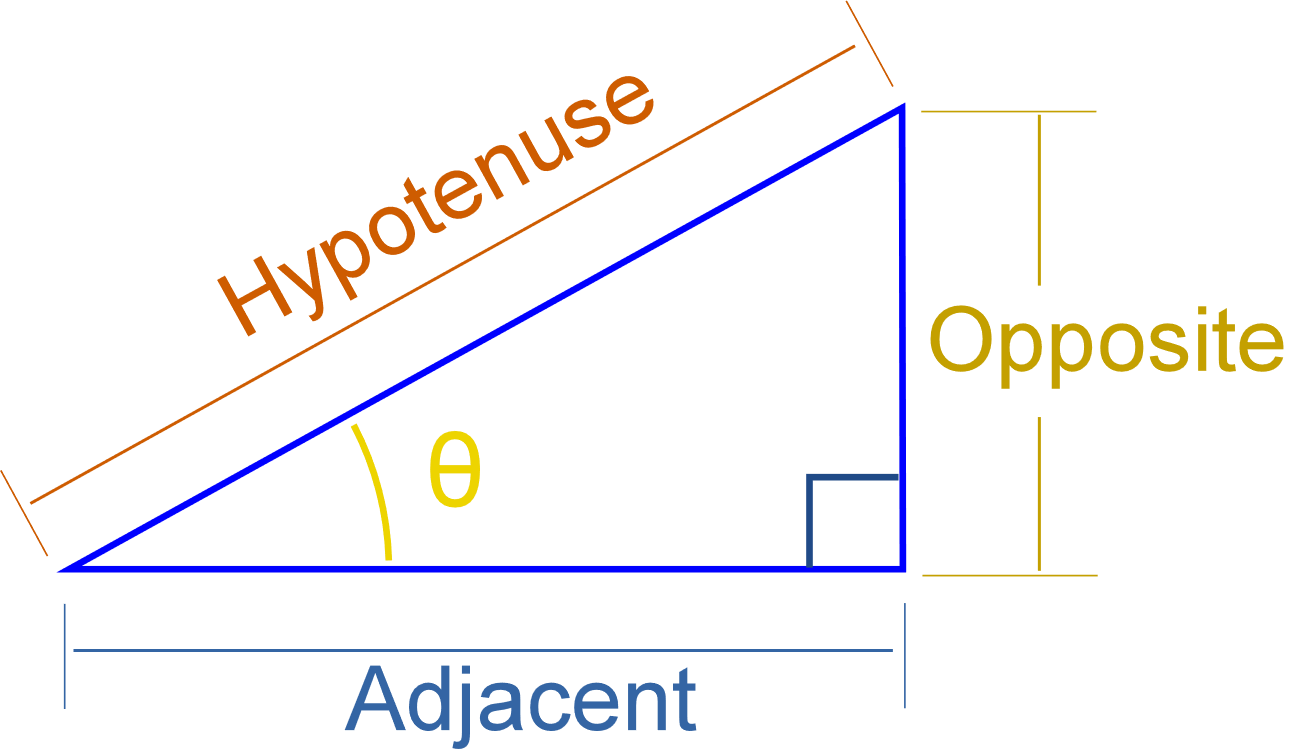 Hypotenuse
Opposite
θ
Adjacent